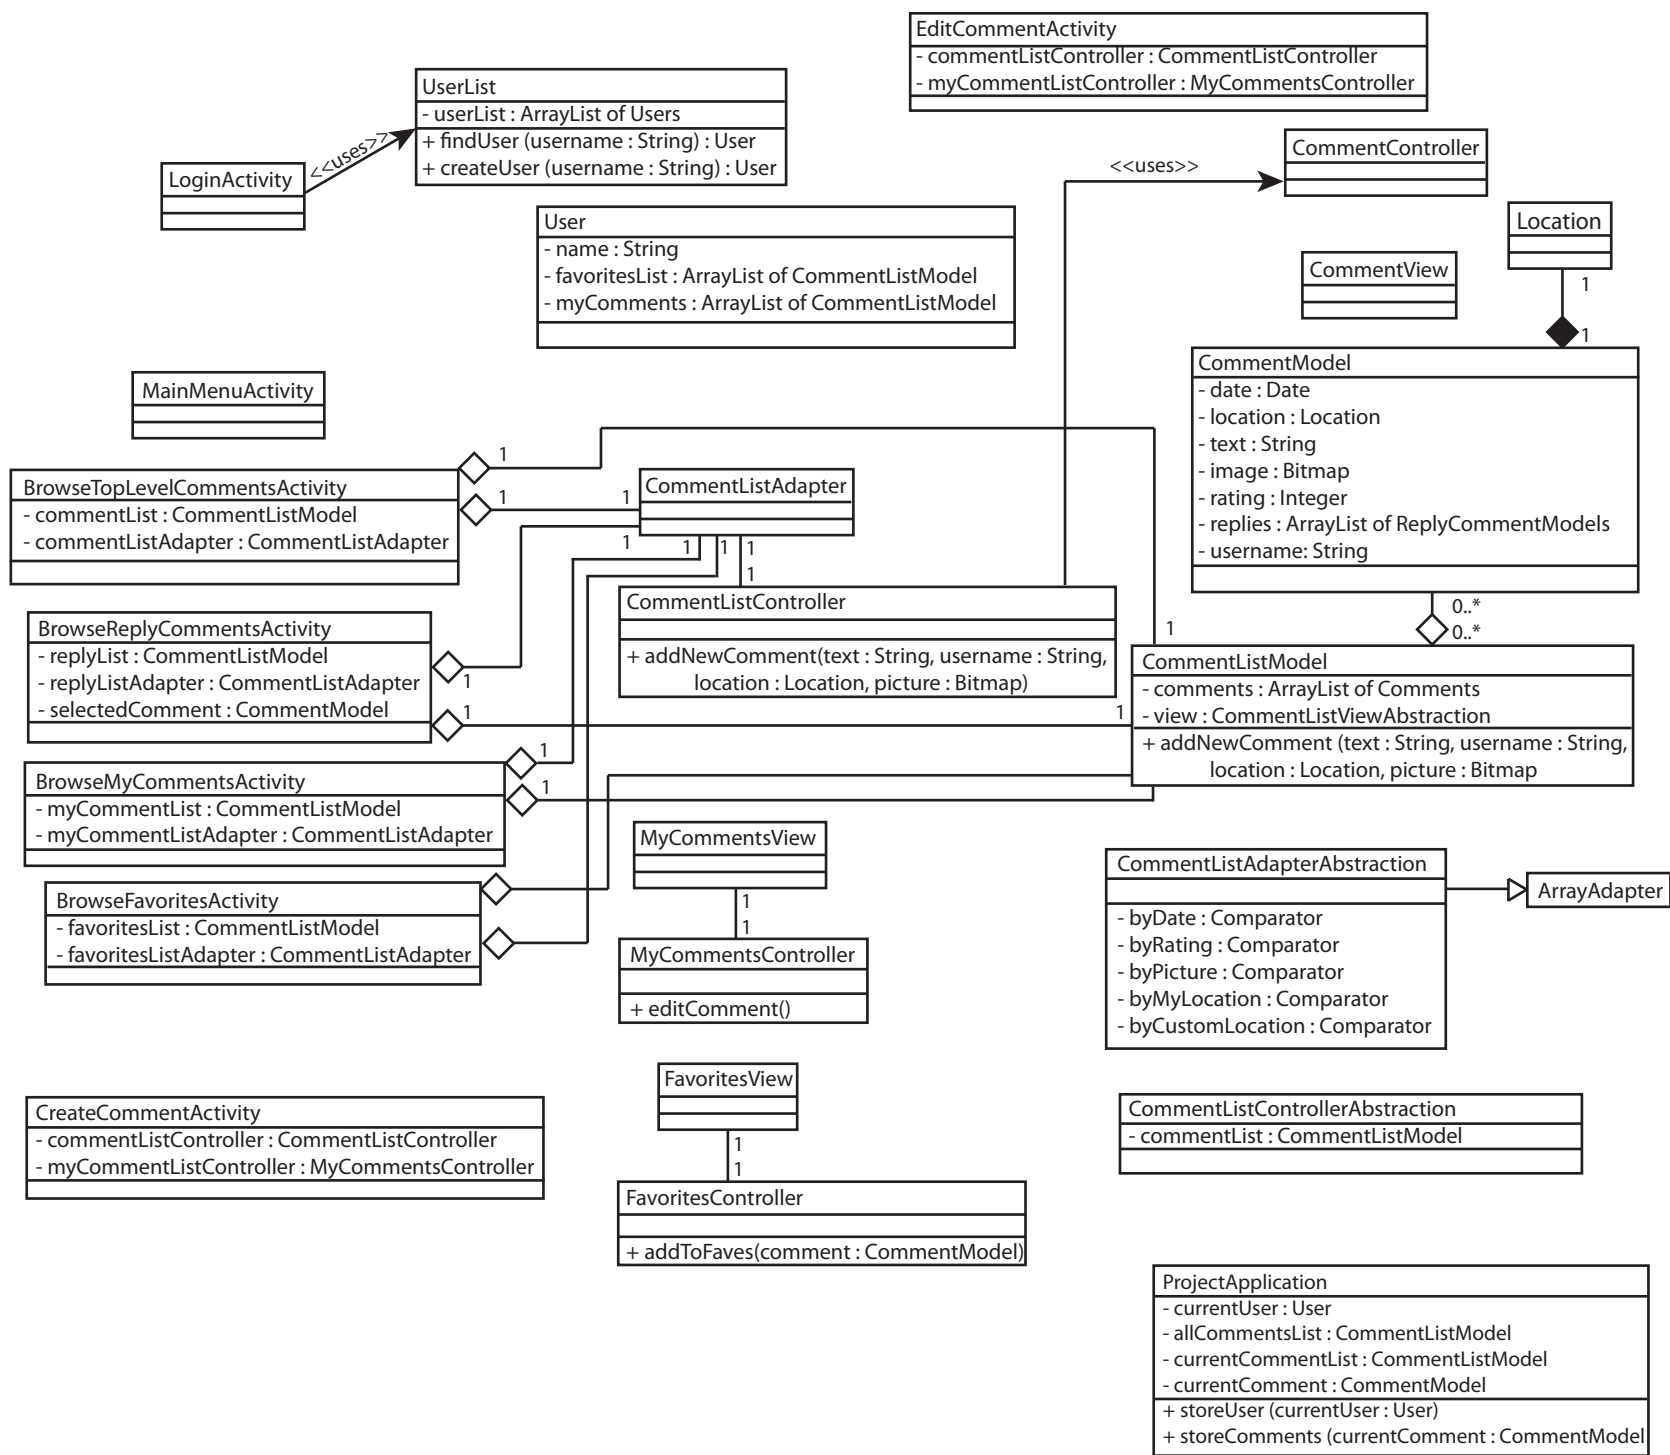 EditCommentActivity
- commentListController : CommentListController
- myCommentListController : MyCommentsController
UserList
- userList : ArrayList of Users
+ findUser (username : String) : User
+ createUser (username : String) : User
<<uses>>
LoginActivity
CommentController
<<uses>>
User
- name : String
- favoritesList : ArrayList of CommentListModel
- myComments : ArrayList of CommentListModel
Location
1
1
CommentView
CommentModel
- date : Date
- location : Location
- text : String
- image : Bitmap
- rating : Integer
- replies : ArrayList of ReplyCommentModels
- username: String
MainMenuActivity
1
BrowseTopLevelCommentsActivity
- commentList : CommentListModel
- commentListAdapter : CommentListAdapter
1
1
CommentListAdapter
1
1
1
1
1
CommentListController
+ addNewComment(text : String, username : String,
location : Location, picture : Bitmap)
0..*
0..*
1
BrowseReplyCommentsActivity
- replyList : CommentListModel
- replyListAdapter : CommentListAdapter
- selectedComment : CommentModel
1
1
1
CommentListModel
- comments : ArrayList of Comments
- view : CommentListViewAbstraction
+ addNewComment (text : String, username : String,
location : Location, picture : Bitmap
BrowseMyCommentsActivity
- myCommentList : CommentListModel
- myCommentListAdapter : CommentListAdapter
1
1
MyCommentsView
1
1
MyCommentsController
+ editComment()
BrowseFavoritesActivity
- favoritesList : CommentListModel
- favoritesListAdapter : CommentListAdapter
CommentListAdapterAbstraction
- byDate : Comparator
- byRating : Comparator
- byPicture : Comparator
- byMyLocation : Comparator
- byCustomLocation : Comparator
ArrayAdapter
FavoritesView
1
1
FavoritesController
+ addToFaves(comment : CommentModel)
CreateCommentActivity
- commentListController : CommentListController
- myCommentListController : MyCommentsController
CommentListControllerAbstraction
- commentList : CommentListModel
ProjectApplication
- currentUser : User
- allCommentsList : CommentListModel
- currentCommentList : CommentListModel
- currentComment : CommentModel
+ storeUser (currentUser : User)
+ storeComments (currentComment : CommentModel